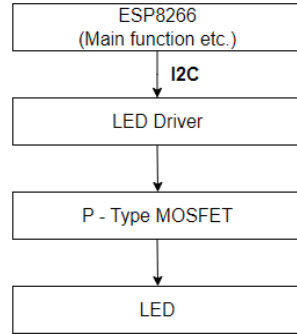 ESP8266
(Main function etc.)
I2C
LED Driver
P - Type MOSFET
LED